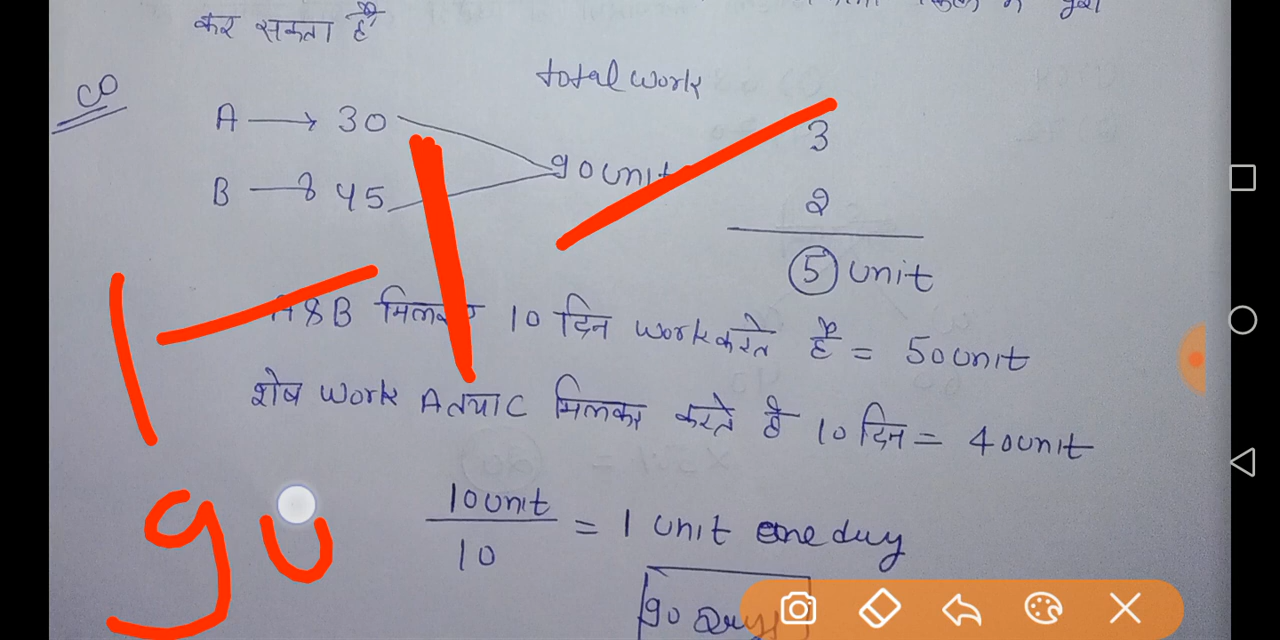 कर सकता है
total work
A → 30
90 unit
3
B → 45
2
5 unit
A&B मिलकर 10 दिन work करते है = 50 unit
शेष work A तथा C मिलकर करते है 10 दिन = 40 unit
10 unit
10
= 1 unit one day
90 Days
90